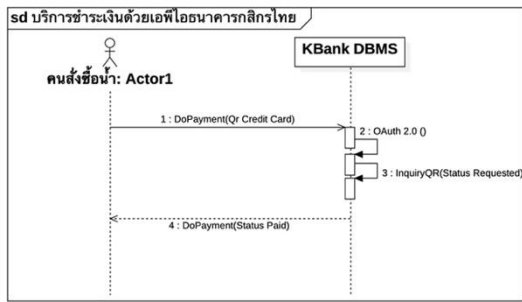 sd บริการชำระเงินด้วยเอพีไอธนาคารกสิกรไทย
KBank DBMS
คนสั่งซื้อน้ำ: Actor1
1 : DoPayment(Qr Credit Card)
2 : OAuth 2.0 ()
3 : InquiryQR(Status Requested)
4 : DoPayment(Status Paid)